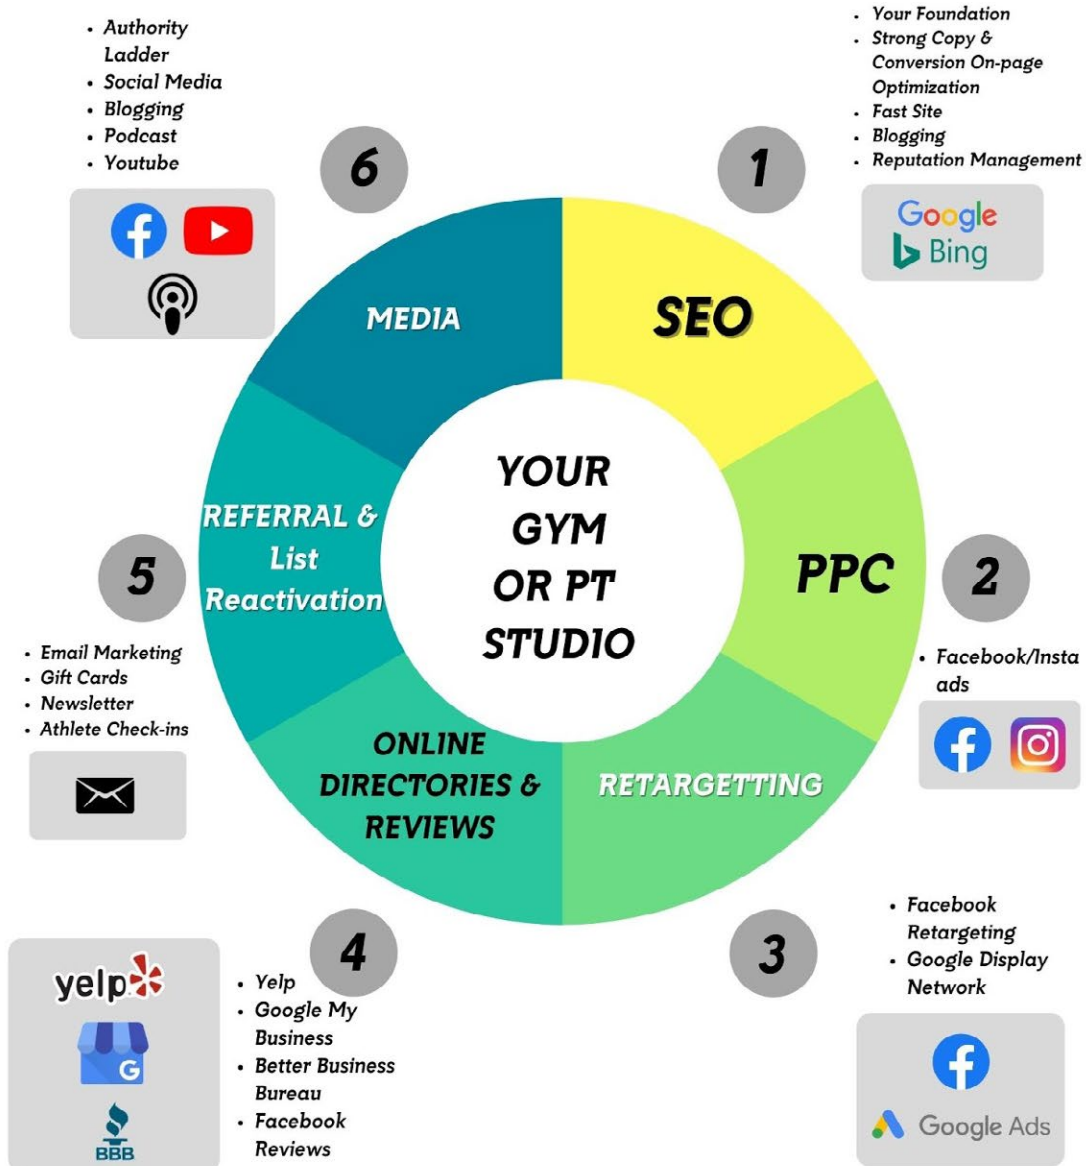 • Authority
Ladder
• Social Media
• Blogging
• Podcast
• Youtube
6
MEDIA
• Your Foundation
• Strong Copy &
Conversion On-page
Optimization
• Fast Site
• Blogging
• Reputation Management
1
Google
Bing
SEO
YOUR
GYM
OR PT
STUDIO
PPC
2
• Facebook/Insta
ads
RETARGETTING
3
• Facebook
Retargeting
• Google Display
Network
Google Ads
ONLINE
DIRECTORIES &
REVIEWS
4
yelp
G
BBB
• Yelp
• Google My
Business
• Better Business
Bureau
• Facebook
Reviews
REFERRAL &
List
Reactivation
5
• Email Marketing
• Gift Cards
• Newsletter
• Athlete Check-ins